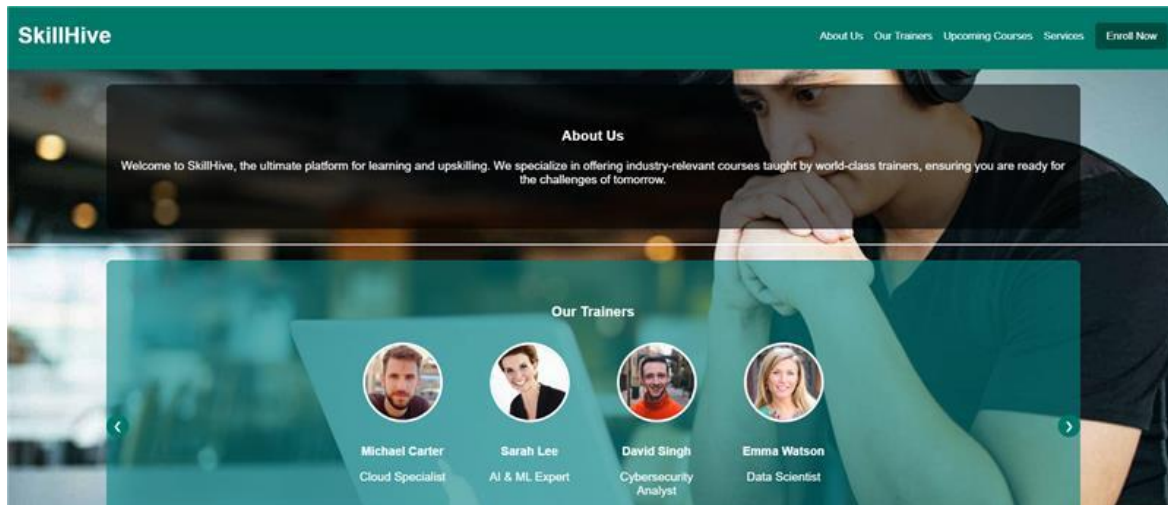 SkillHive
About Us Our Trainers Upcoming Courses Services Enroll Now
About Us
Welcome to SkillHive, the ultimate platform for learning and upskilling. We specialize in offering industry-relevant courses taught by world-class trainers, ensuring you are ready for
the challenges of tomorrow.
Our Trainers
Michael Carter Sarah Lee David Singh Emma Watson
Cloud Specialist AI & ML Expert Cybersecurity Data Scientist
Analyst